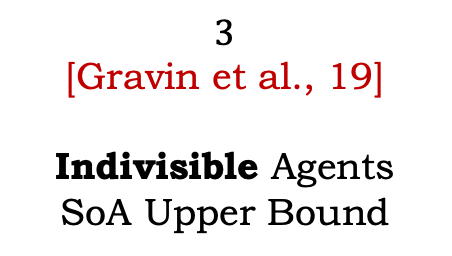 3
[Gravin et al., 19]
Indivisible Agents
SoA Upper Bound